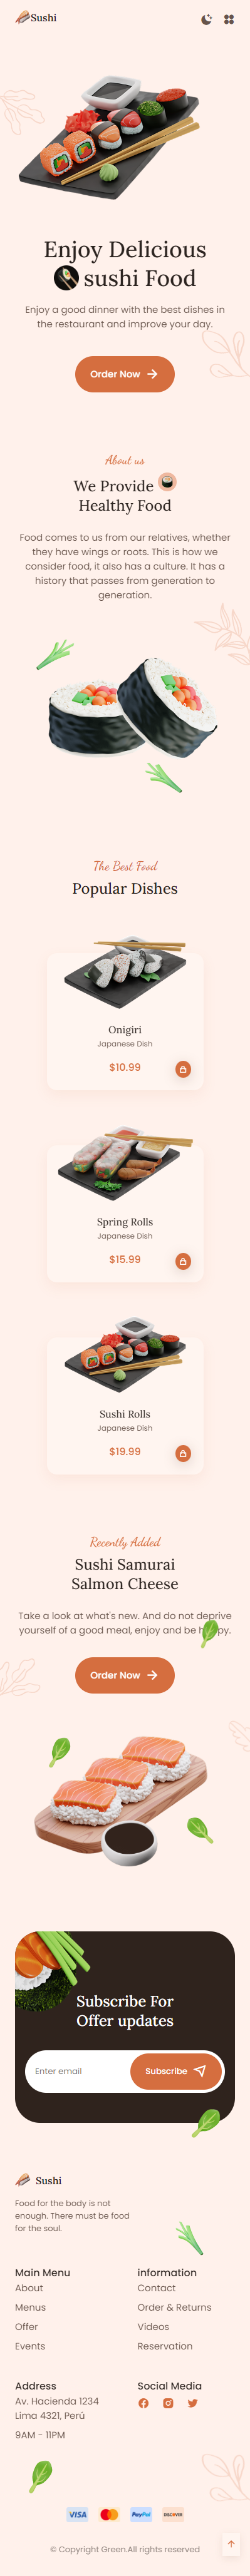 Sushi
Enjoy Delicious
sushi Food
Enjoy a good dinner with the best dishes in
the restaurant and improve your day.
Order Now
About us
We Provide
Healthy Food
Food comes to us from our relatives, whether
they have wings or roots. This is how we
consider food, it also has a culture. It has a
history that passes from generation to
generation.
The Best Food
Popular Dishes
Onigiri
Japanese Dish
$10.99
Spring Rolls
Japanese Dish
$15.99
Sushi Rolls
Japanese Dish
$19.99
Recently Added
Sushi Samurai
Salmon Cheese
Take a look at what's new. And do not deprive
yourself of a good meal, enjoy and be happy.
Order Now
Subscribe For
Offer updates
Enter email
Subscribe
Sushi
Food for the body is not
enough. There must be food
for the soul.
Main Menu
About
Menus
Offer
Events
information
Contact
Order & Returns
Videos
Reservation
Address
Av. Hacienda 1234
Lima 4321, Perú
9AM - 11PM
Social Media
VISA
PayPal
DISCOVER
© Copyright Green.All rights reserved